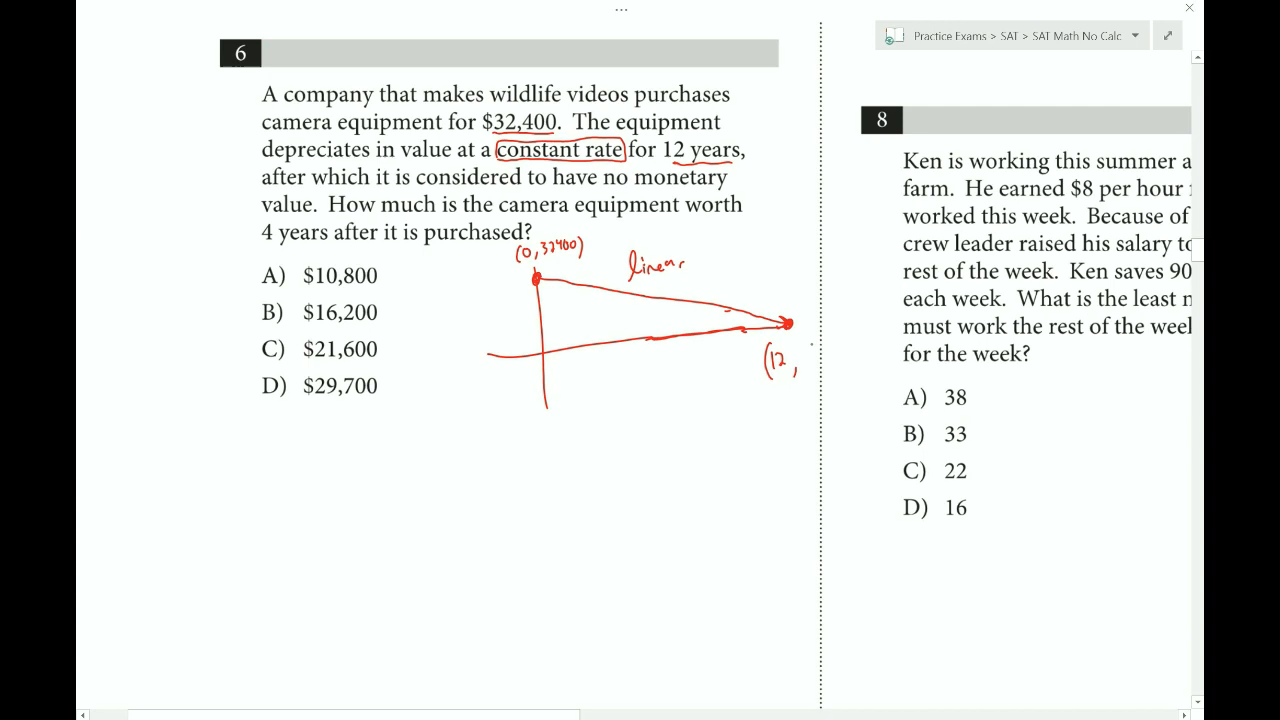 ...
Practice Exams > SAT > SAT Math No Calc
6
A company that makes wildlife videos purchases
camera equipment for $32,400. The equipment
depreciates in value at a constant rate for 12 years,
after which it is considered to have no monetary
value. How much is the camera equipment worth
4 years after it is purchased?
(0,32400)
linear
A) $10,800
B) $16,200
C) $21,600
D) $29,700
(12,
8
Ken is working this summer a
farm. He earned $8 per hour
worked this week. Because of
crew leader raised his salary to
rest of the week. Ken saves 90
each week. What is the least
must work the rest of the week
for the week?
A) 38
B) 33
C) 22
D) 16